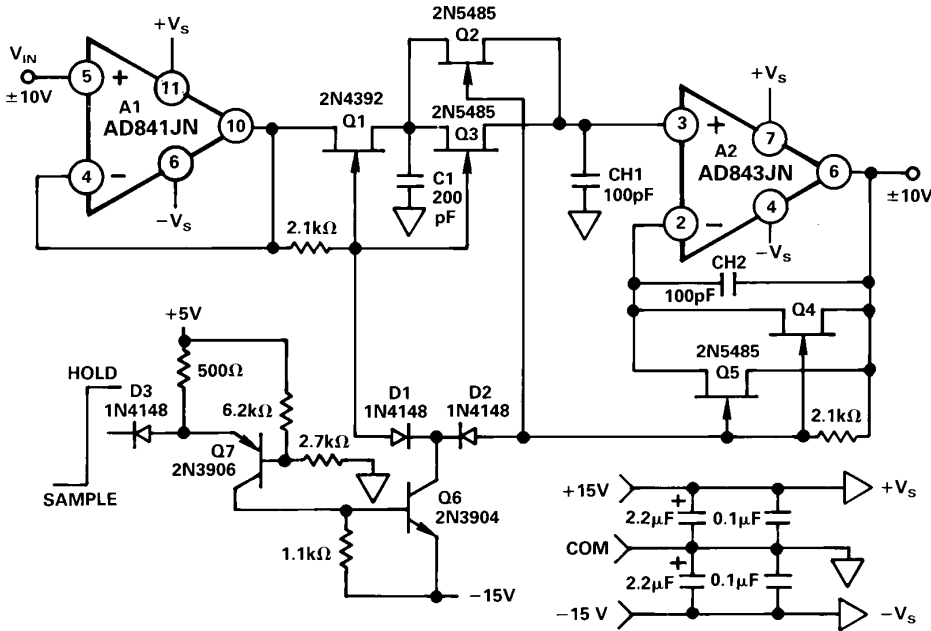 +VS
VIN
±10V
5
+
11
A1
AD841JN
10
4
−
6
−VS
2N5485
Q2
2N4392
Q1
2N5485
Q3
C1
200
pF
CH1
100pF
2.1kΩ
+VS
3
+
7
A2
AD843JN
6
±10V
2
−
4
−VS
CH2
100pF
Q4
2N5485
Q5
2.1kΩ
+5V
500Ω
HOLD
D3
1N4148
SAMPLE
6.2kΩ
Q7
2N3906
2.7kΩ
D1
1N4148
D2
1N4148
Q6
2N3904
1.1kΩ
−15V
+15V
+
2.2µF
0.1µF
+VS
COM
+
2.2µF
0.1µF
−15 V
−VS